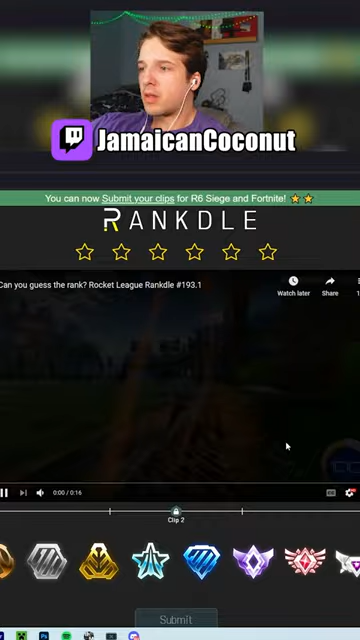 JamaicanCoconut
You can now Submit your clips for R6 Siege and Fortnite!
RANKDLE
Can you guess the rank? Rocket League Rankdle #193.1
Watch later
Share
0:00 / 0:16
Clip 2
Submit